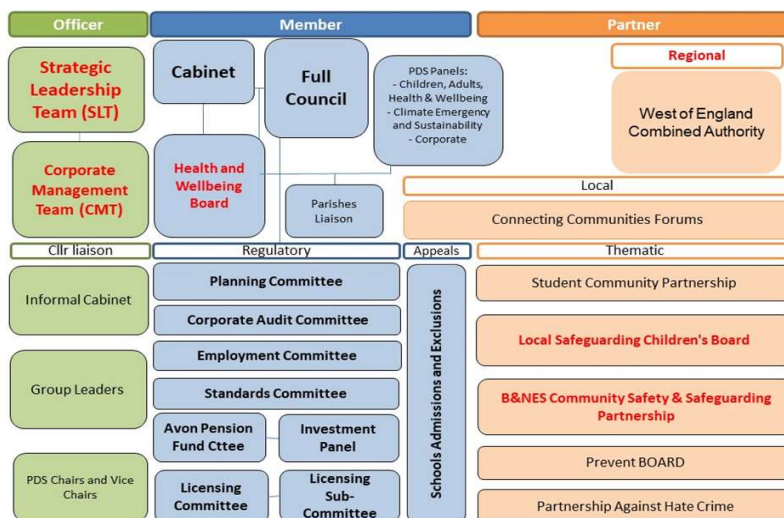 Officer
Member
Partner
Strategic
Leadership
Team (SLT)
Corporate
Management
Team (CMT)
Cabinet
Full
Council
PDS Panels:
- Children, Adults,
Health & Wellbeing
- Climate Emergency
and Sustainability
- Corporate
Health and
Wellbeing
Board
Parishes
Liaison
Regional
West of England
Combined Authority
Local
Connecting Communities Forums
Cllr liaison
Regulatory
Appeals
Thematic
Informal Cabinet
Group Leaders
PDS Chairs and Vice
Chairs
Planning Committee
Corporate Audit Committee
Employment Committee
Standards Committee
Avon Pension
Fund Cttee
Investment
Panel
Licensing
Committee
Licensing
Sub-
Committee
Schools Admissions and Exclusions
Student Community Partnership
Local Safeguarding Children's Board
B&NES Community Safety & Safeguarding
Partnership
Prevent BOARD
Partnership Against Hate Crime